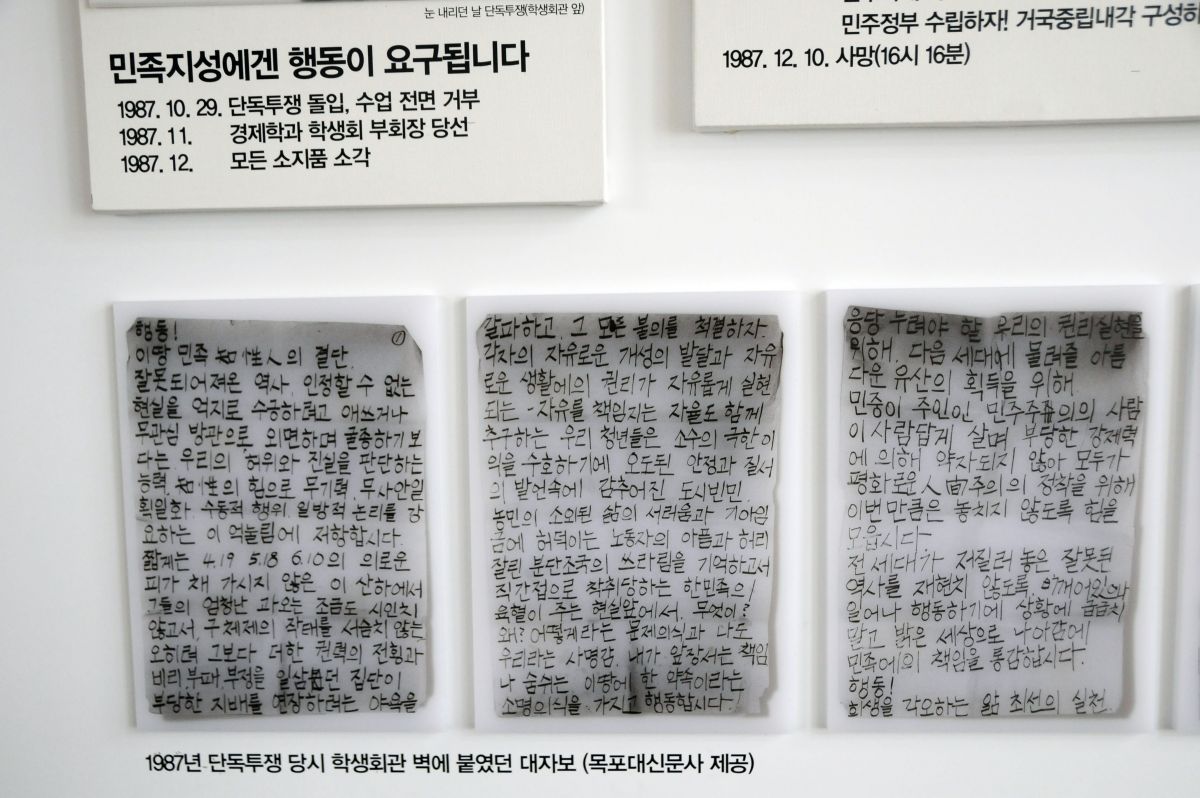 눈 내리던 날 단독투쟁(학생회관 앞)
민족지성에겐 행동이 요구됩니다
1987. 10. 29. 단독투쟁 돌입, 수업 전면 거부
1987. 11. 경제학과 학생회 부회장 당선
1987. 12. 모든 소지품 소각
민주정부 수립하자! 거국중립내각 구성하
1987. 12. 10. 사망(16시 16분)
행동! ①
이땅 민족 知性人의 결단.
잘못되어져온 역사, 인정할 수 없는
현실을 억지로 수긍하려고 애쓰거나
무관심 방관으로, 외면하며 굴종하기 보
다는 우리의 허위와 진실을 판단하는
능력, 知性의 힘으로 무기력, 무사안일
획일화, 수동적 행위, 일방적 논리를 강
요하는 이 억눌림에 저항합시다.
짧게는 4.19 5.18 6.10의 의로운
피가 채 가시지 않은 이 산하에서
그들의 엄청난 과오는 조금도 시인치
않고서, 구체제의 작태를 서슴치 않는
오히려 그보다 더한 권력의 전횡과
비리, 부패, 부정을 일삼았던 집단이
부당한 지배를 연장하려는 야욕을
갈파하고, 그 모든 불의를 척결하자.
각자의 자유로운 개성의 발달과 자유
로운 생활에의 권리가 자유롭게 실현
되는 - 자유를 책임지는 자율도 함께
추구하는 우리 청년들은 소수의 극한 이
익을 수호하기에 오도된 안정과 질서
의 발언속에 감추어진 도시빈민,
농민의 소외된 삶의 서러움과 기아임
금에 허덕이는 노동자의 아픔과 허리
잘린 분단조국의 쓰라림을 기억하고서
직간접으로 착취당하는 한민족의
육혈이 주는 현실앞에서, 무엇이?
왜? 어떻게라는 문제의식과 나도
우리라는 사명감, 내가 앞장서는 책임
나 숨쉬는 이땅에 한 약속이라는
소명의식을 가지고 행동합시다!
응당 누려야 할 우리의 권리실현을
위해, 다음 세대에 물려줄 아름
다운 유산의 획득을 위해
민중이 주인인 민주주의의 사람
이 사람답게 살며 부당한 강제력
에 의해 약자되지 않아 모두가
평화로운 人間주의의 정착을 위해
이번 만큼은 놓치지 않도록 힘을
모읍시다-
전 세대가 저질러 놓은 잘못된
역사를 재현치 않도록, 깨어있으나
일어나 행동하기에 상황에 급급치
말고 밝은 세상으로 나아감에
민족에의 책임을 통감합시다.
행동!
희생을 각오하는 삶 최선의 실천.
1987년 단독투쟁 당시 학생회관 벽에 붙였던 대자보 (목포대신문사 제공)